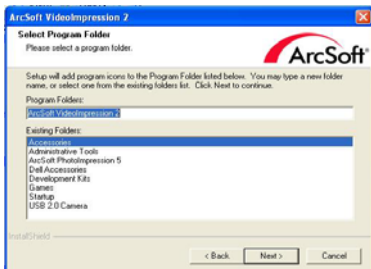 ArcSoft VideoImpression 2
Select Program Folder
Please select a program folder.
ArcSoft®
Setup will add program icons to the Program Folder listed below. You may type a new folder
name, or select one from the existing folders list. Click Next to continue.
Program Folders:
ArcSoft VideoImpression 2
Existing Folders:
Accessories
Administrative Tools
ArcSoft PhotoImpression 5
Dell Accessories
Development Kits
Games
Startup
USB 2.0 Camera
InstallShield
< Back
Next >
Cancel